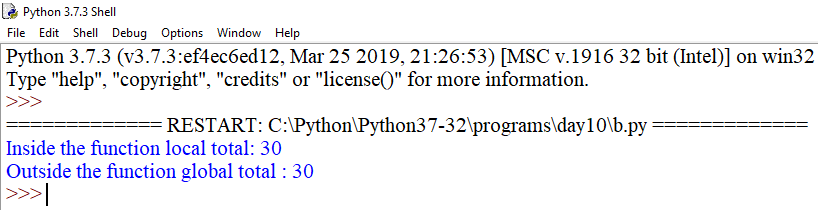 Python 3.7.3 Shell
File Edit Shell Debug Options Window Help
Python 3.7.3 (v3.7.3:ef4ec6ed12, Mar 25 2019, 21:26:53) [MSC v.1916 32 bit (Intel)] on win32
Type "help", "copyright", "credits" or "license()" for more information.
>>>
============= RESTART: C:\Python\Python37-32\programs\day10\b.py =============
Inside the function local total: 30
Outside the function global total : 30
>>>